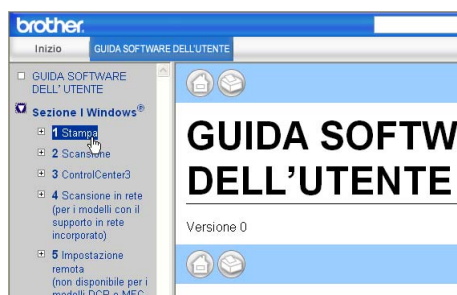 brother.
Inizio GUIDA SOFTWARE DELL'UTENTE
GUIDA SOFTWARE
DELL' UTENTE
Sezione I Windows®
1 Stampa
2 Scansione
3 ControlCenter3
4 Scansione in rete
(per i modelli con il
supporto in rete
incorporato)
5 Impostazione
remota
(non disponibile per i
modelli DCP e MFC
GUIDA SOFTW
DELL'UTENTE
Versione 0